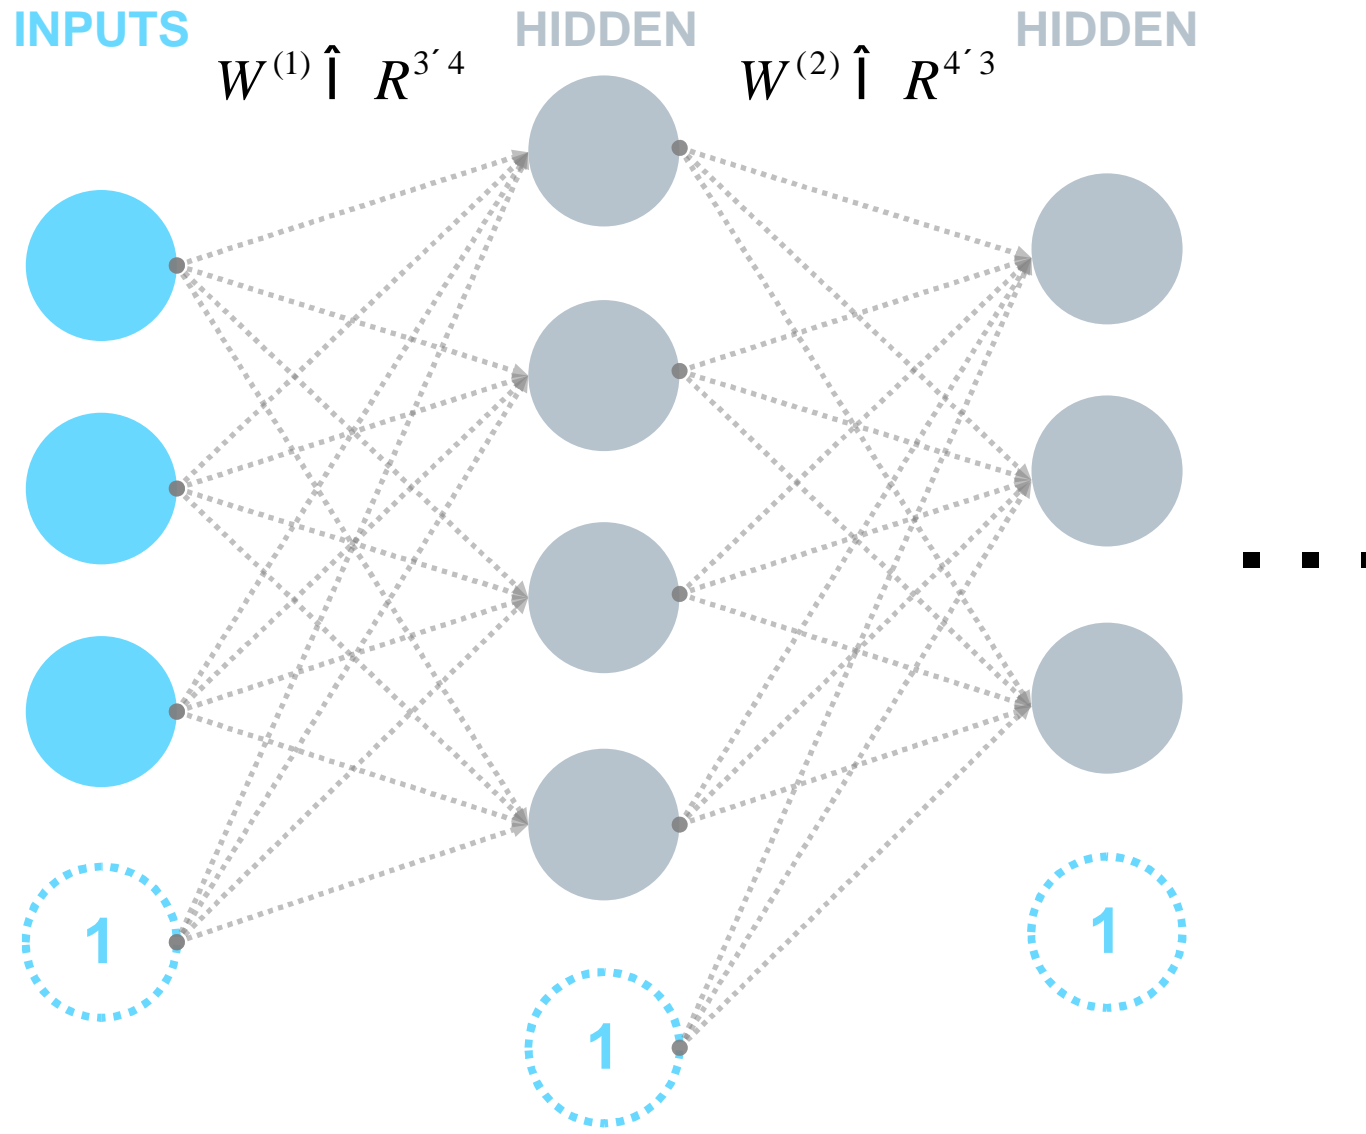 INPUTS HIDDEN HIDDEN
W(1) Î R3´4 W(2) Î R4´3
1
1
1
. . .